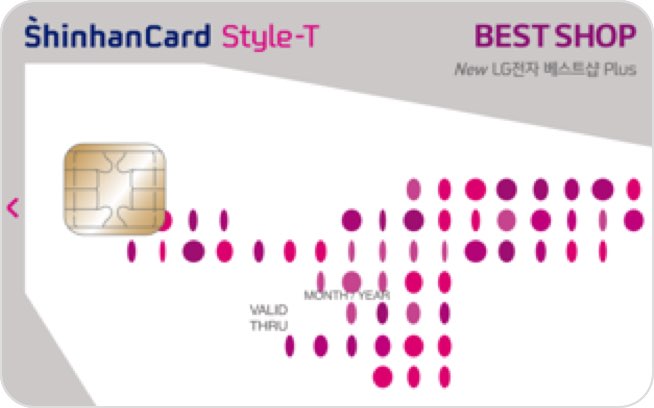 ShinhanCard Style-T
BEST SHOP
New LG전자 베스트샵 Plus
MONTH / YEAR
VALID
THRU